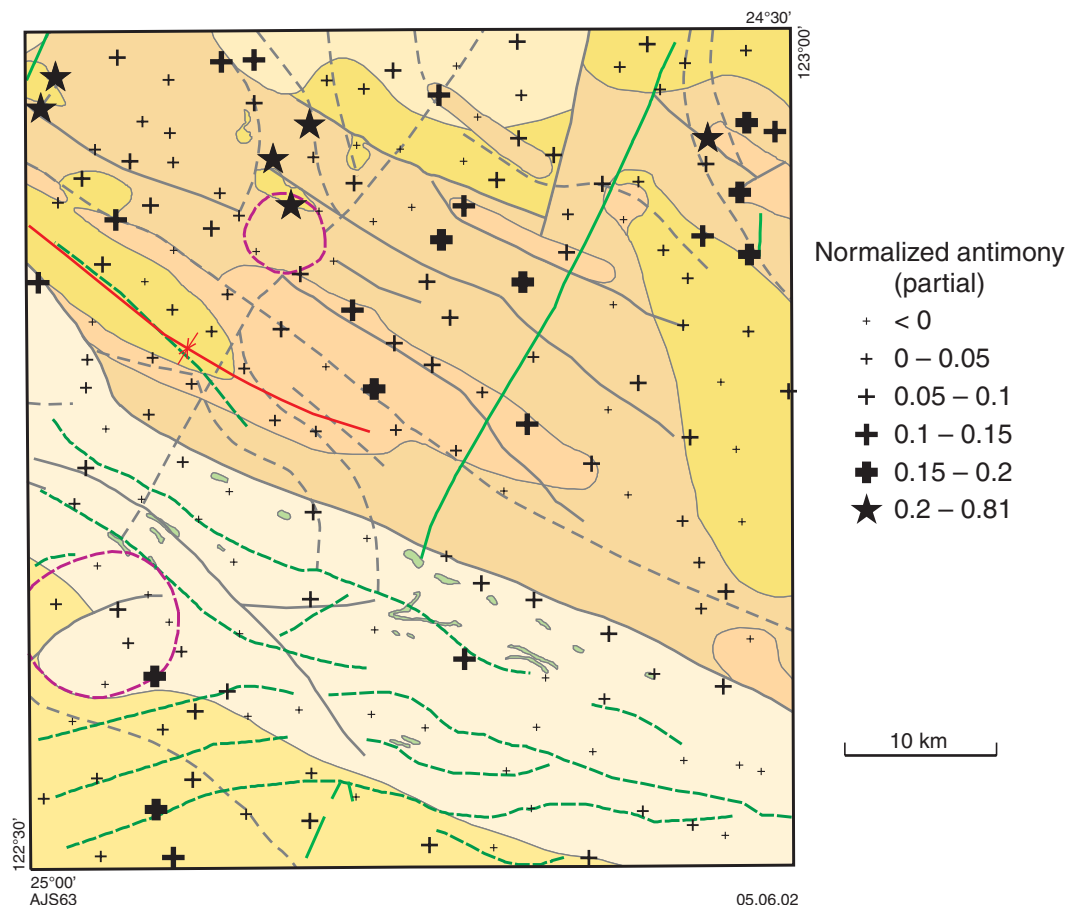 24°30’
123°00’
Normalized antimony
(partial)
< 0
0 – 0.05
0.05 – 0.1
0.1 – 0.15
0.15 – 0.2
0.2 – 0.81
10 km
122°30’
25°00’
AJS63
05.06.02